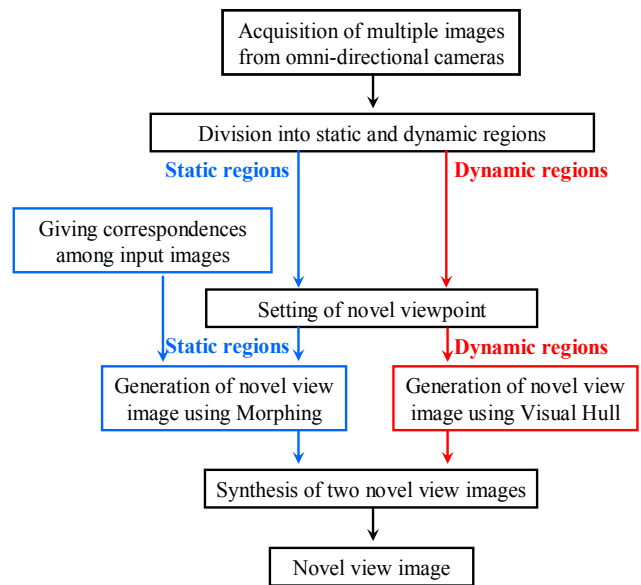 Acquisition of multiple images
from omni-directional cameras
Division into static and dynamic regions
Static regions
Dynamic regions
Giving correspondences
among input images
Setting of novel viewpoint
Static regions
Dynamic regions
Generation of novel view
image using Morphing
Generation of novel view
image using Visual Hull
Synthesis of two novel view images
Novel view image